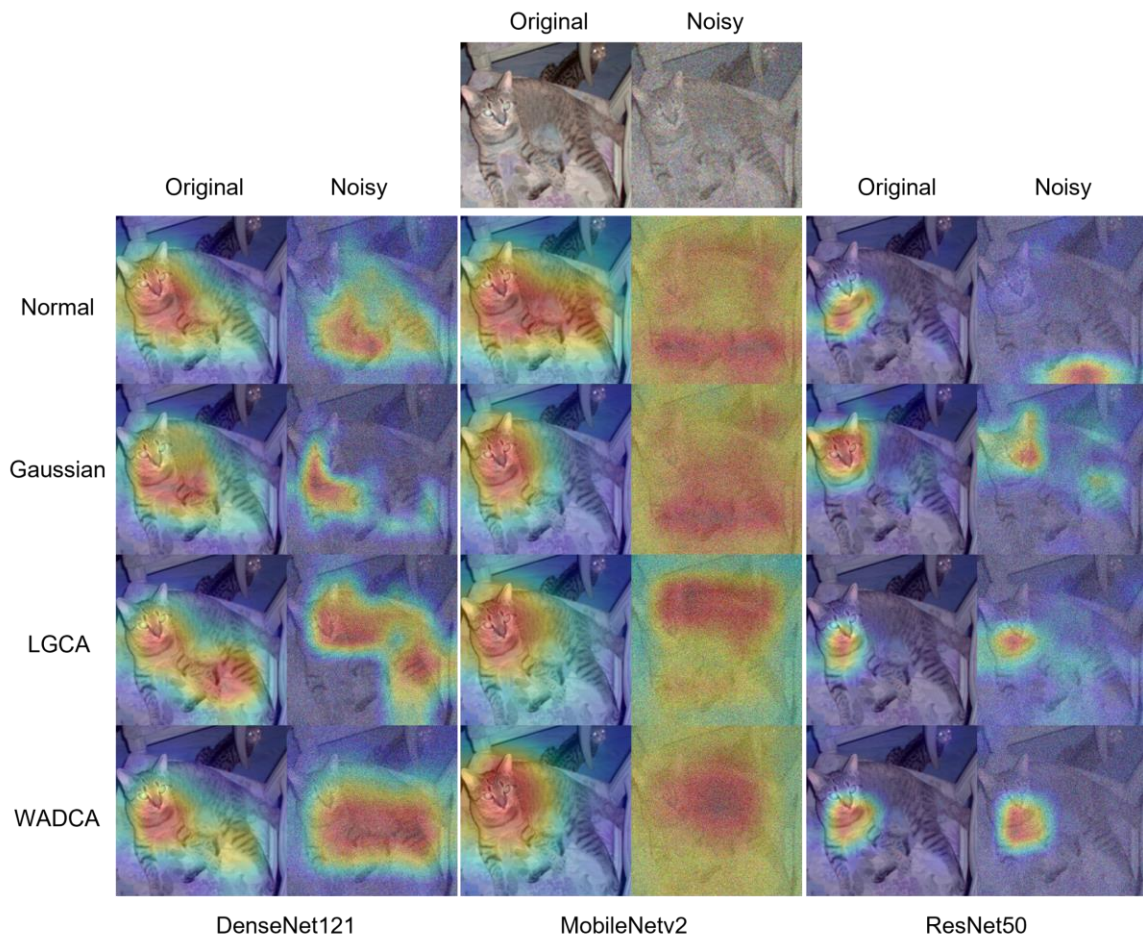 Original Noisy
Original Noisy Original Noisy
Normal
Gaussian
LGCA
WADCA
DenseNet121 MobileNetv2 ResNet50